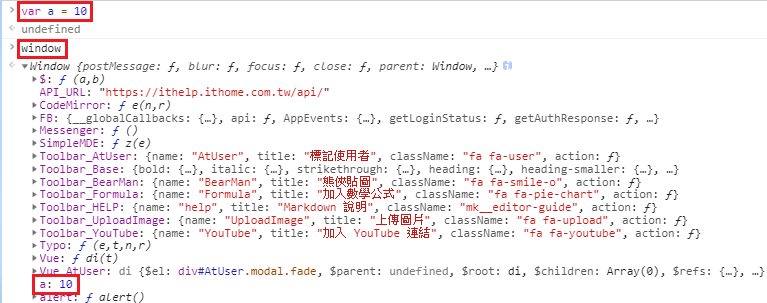 var a = 10
undefined
window
Window {postMessage: ƒ, blur: ƒ, focus: ƒ, close: ƒ, parent: Window, …}
$: ƒ (a,b)
API_URL: "https://ithelp.ithome.com.tw/api/"
CodeMirror: ƒ e(n,r)
FB: {__globalCallbacks: {…}, api: ƒ, AppEvents: {…}, getLoginStatus: ƒ, getAuthResponse: ƒ, …}
Messenger: ƒ ()
SimpleMDE: ƒ z(e)
Toolbar_AtUser: {name: "AtUser", title: "標記使用者", className: "fa fa-user", action: ƒ}
Toolbar_Base: {bold: {…}, italic: {…}, strikethrough: {…}, heading: {…}, heading-smaller: {…}, …}
Toolbar_BearMan: {name: "BearMan", title: "熊俠貼圖", className: "fa fa-smile-o", action: ƒ}
Toolbar_Formula: {name: "Formula", title: "加入數學公式", className: "fa fa-pie-chart", action: ƒ}
Toolbar_HELP: {name: "help", title: "Markdown 說明", className: "mk__editor-guide", action: ƒ}
Toolbar_UploadImage: {name: "UploadImage", title: "上傳圖片", className: "fa fa-upload", action: ƒ}
Toolbar_YouTube: {name: "YouTube", title: "加入 YouTube 連結", className: "fa fa-youtube", action: ƒ}
Typo: ƒ (e,t,n,r)
Vue: ƒ di(t)
Vue_AtUser: di {$el: div#AtUser.modal.fade, $parent: undefined, $root: di, $children: Array(0), $refs: {…}, …}
a: 10
alert: ƒ alert()